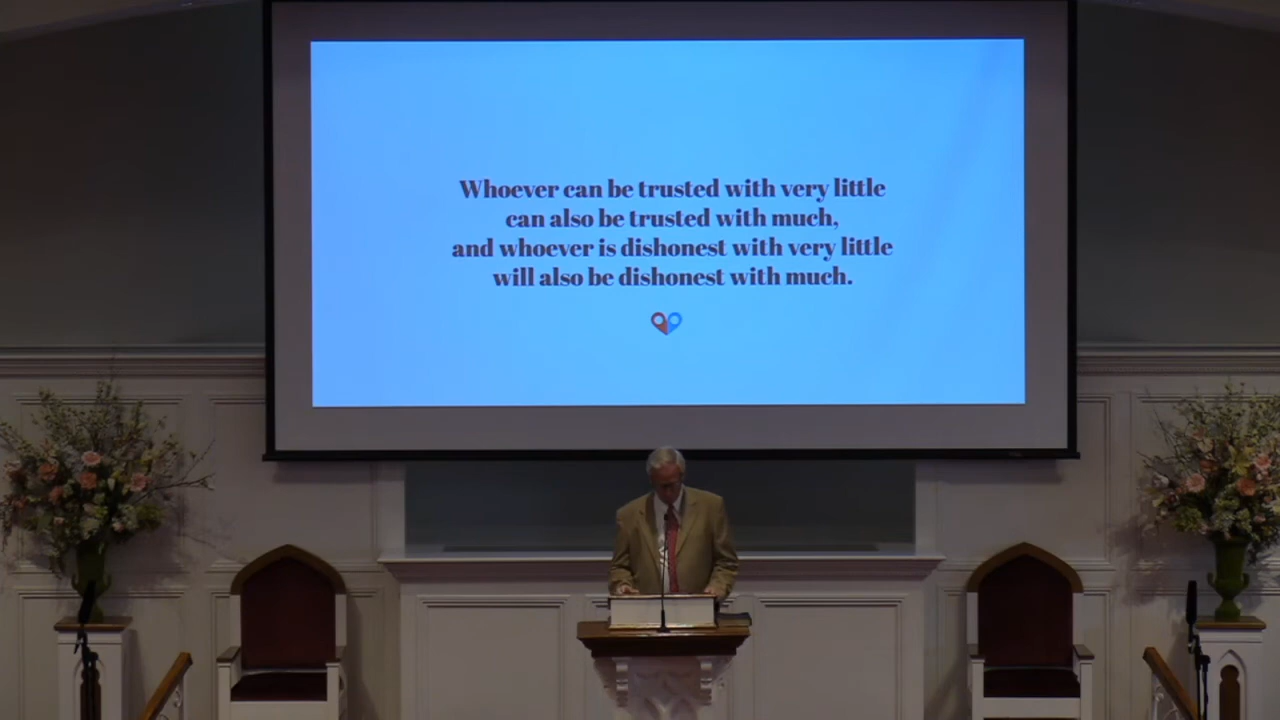 Whoever can be trusted with very little
can also be trusted with much,
and whoever is dishonest with very little
will also be dishonest with much.